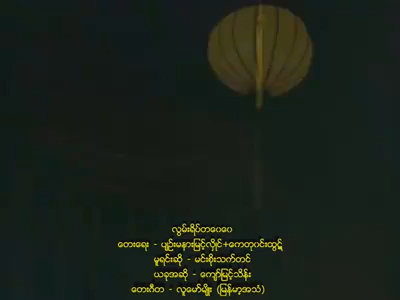 လွမ်းရိပ်တဝေဝေ
တေးရေး - ပျဉ်းမနားမြင့်လှိုင်+ကေတုပင်းထွဋ်
မူရင်းဆို - မင်းစိုးသက်တင်
ယခုအဆို - ကျော်မြင့်သိန်း
တေးဂီတ - လူမော်မျိုး (မြန်မာ့အသံ)